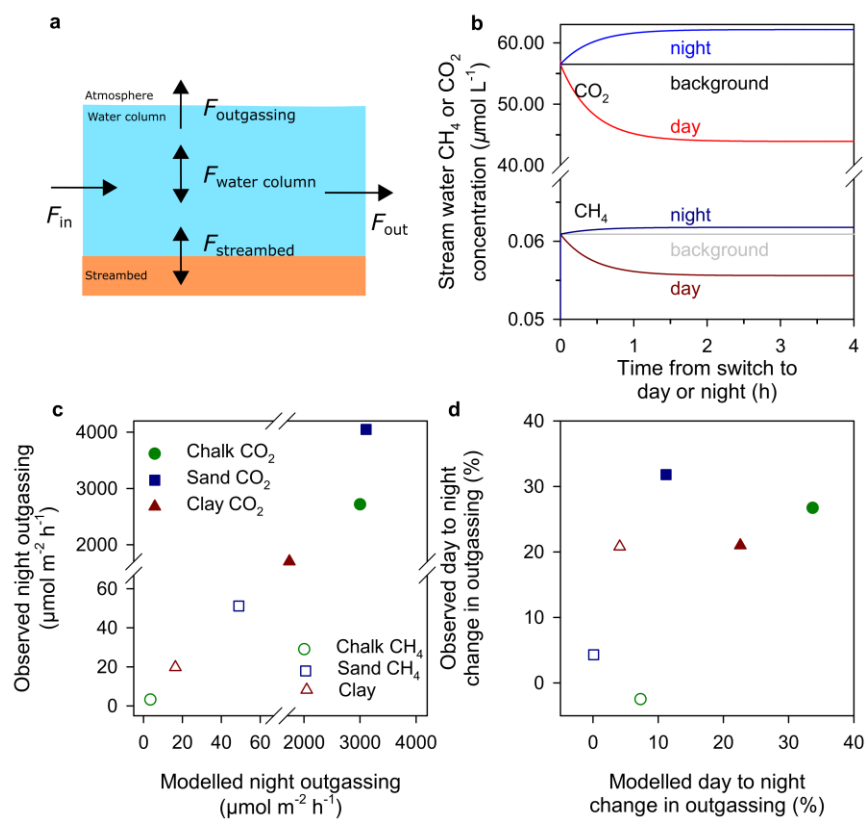 a
Atmosphere
Water column
F outgassing
F water column
F in
F out
F streambed
Streambed
b
Stream water CH4 or CO2
concentration (µmol L-1)
60.00
50.00
40.00
0.06
0.05
night
background
CO2
day
CH4
night
background
day
0 1 2 3 4
Time from switch to
day or night (h)
c
Observed night outgassing
(µmol m-2 h-1)
4000
3000
2000
60
40
20
0
Chalk CO2
Sand CO2
Clay CO2
Chalk CH4
Sand CH4
Clay
0 20 40 60 2000 3000 4000
Modelled night outgassing
(µmol m-2 h-1)
d
Observed day to night
change in outgassing (%)
40
30
20
10
0
0 10 20 30 40
Modelled day to night
change in outgassing (%)